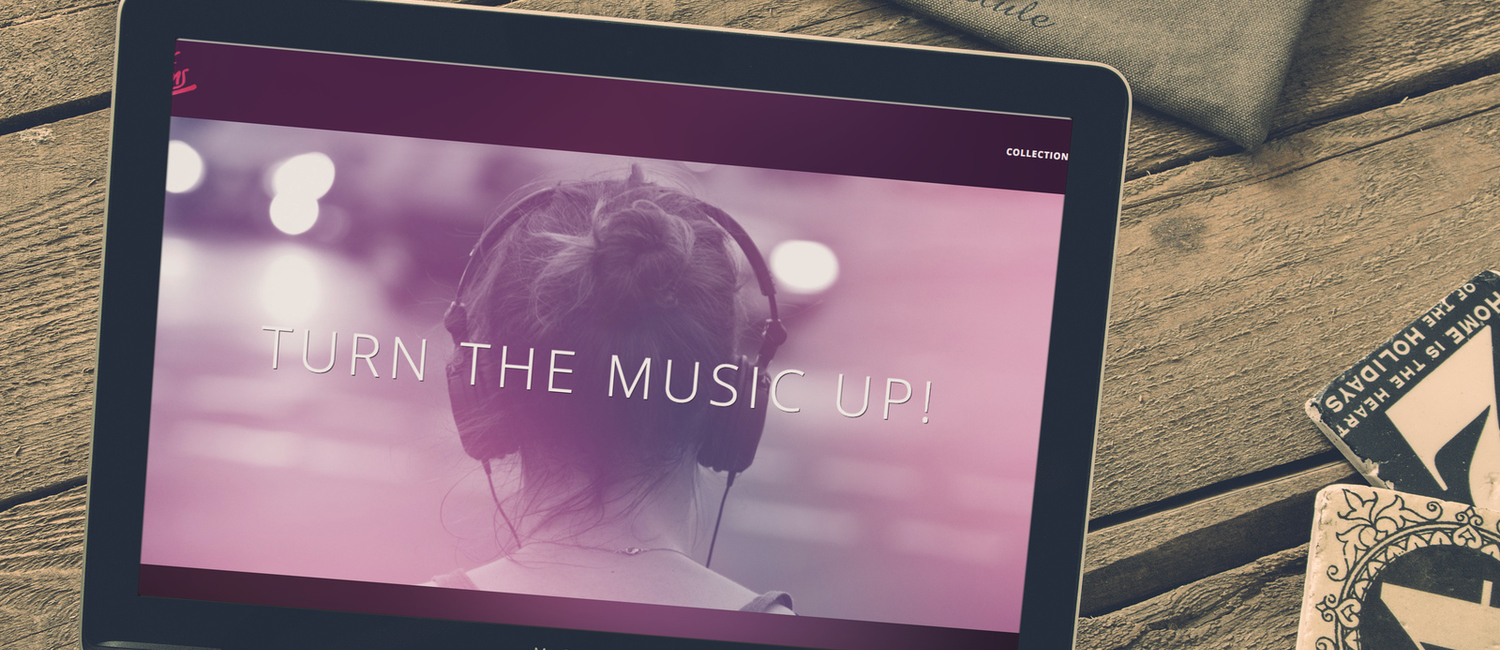 COLLECTION
TURN THE MUSIC UP!
HOME IS
THE HEART
OF THE HOLIDAYS